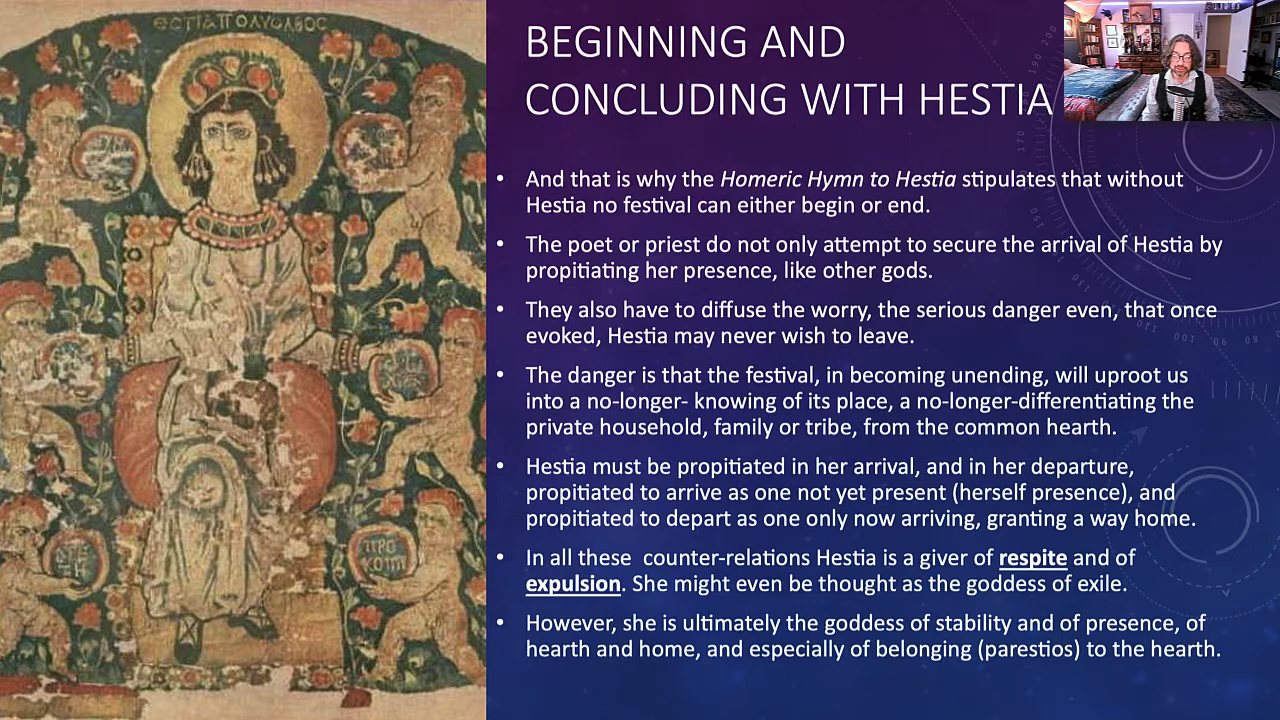 ΕСΤΙΑ ΠΟΛΥΟΛΒΟС
BEGINNING AND
CONCLUDING WITH HESTIA
• And that is why the Homeric Hymn to Hestia stipulates that without
Hestia no festival can either begin or end.
• The poet or priest do not only attempt to secure the arrival of Hestia by
propitiating her presence, like other gods.
• They also have to diffuse the worry, the serious danger even, that once
evoked, Hestia may never wish to leave.
• The danger is that the festival, in becoming unending, will uproot us
into a no-longer- knowing of its place, a no-longer-differentiating the
private household, family or tribe, from the common hearth.
• Hestia must be propitiated in her arrival, and in her departure,
propitiated to arrive as one not yet present (herself presence), and
propitiated to depart as one only now arriving, granting a way home.
• In all these counter-relations Hestia is a giver of respite and of
expulsion. She might even be thought as the goddess of exile.
• However, she is ultimately the goddess of stability and of presence, of
hearth and home, and especially of belonging (parestios) to the hearth.
ΠΡΟ
ΚΟΠΗ
170
190
200
150